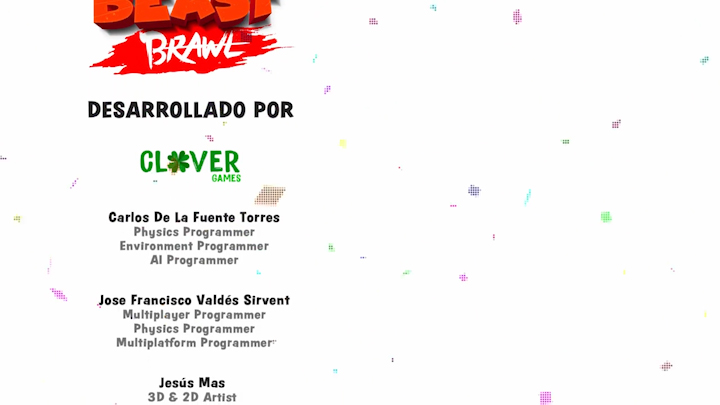 BEAST
BRAWL
DESARROLLADO POR
CLOVER
GAMES
Carlos De La Fuente Torres
Physics Programmer
Environment Programmer
AI Programmer
Jose Francisco Valdés Sirvent
Multiplayer Programmer
Physics Programmer
Multiplatform Programmer
Jesús Mas
3D & 2D Artist